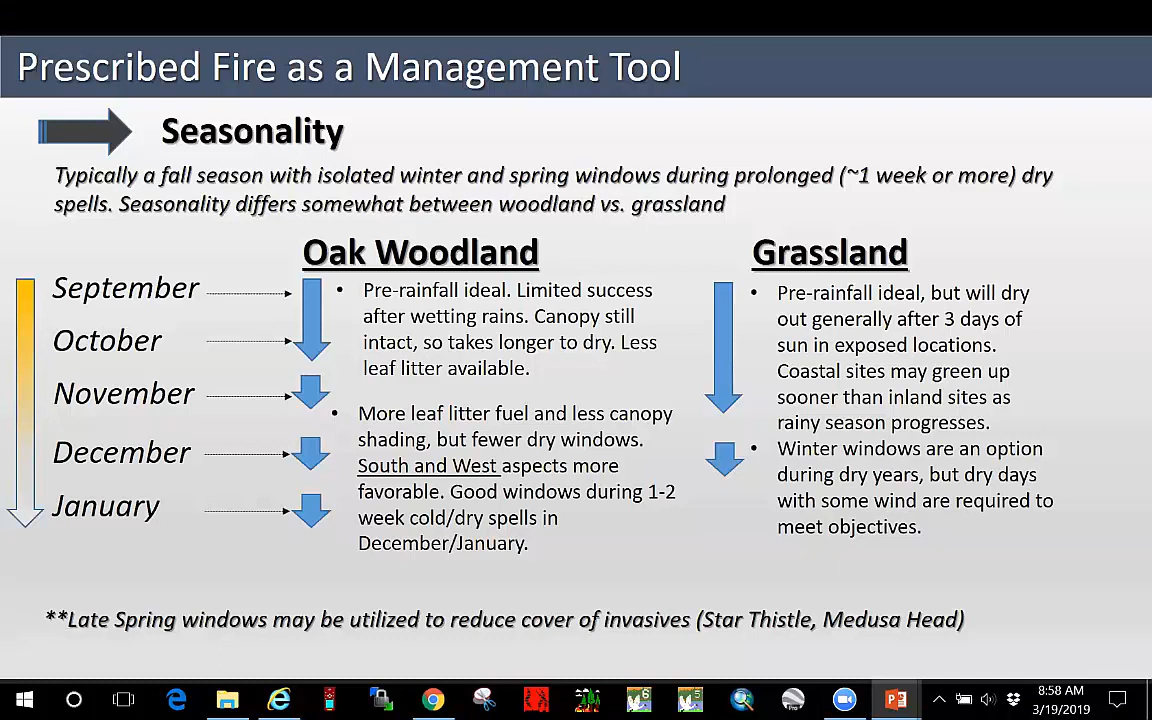 Prescribed Fire as a Management Tool
Seasonality
Typically a fall season with isolated winter and spring windows during prolonged (~1 week or more) dry
spells. Seasonality differs somewhat between woodland vs. grassland
Oak Woodland
Grassland
September
October
November
December
January
• Pre-rainfall ideal. Limited success
after wetting rains. Canopy still
intact, so takes longer to dry. Less
leaf litter available.
• More leaf litter fuel and less canopy
shading, but fewer dry windows.
South and West aspects more
favorable. Good windows during 1-2
week cold/dry spells in
December/January.
• Pre-rainfall ideal, but will dry
out generally after 3 days of
sun in exposed locations.
Coastal sites may green up
sooner than inland sites as
rainy season progresses.
• Winter windows are an option
during dry years, but dry days
with some wind are required to
meet objectives.
**Late Spring windows may be utilized to reduce cover of invasives (Star Thistle, Medusa Head)
6
5
Pro
8:58 AM
3/19/2019